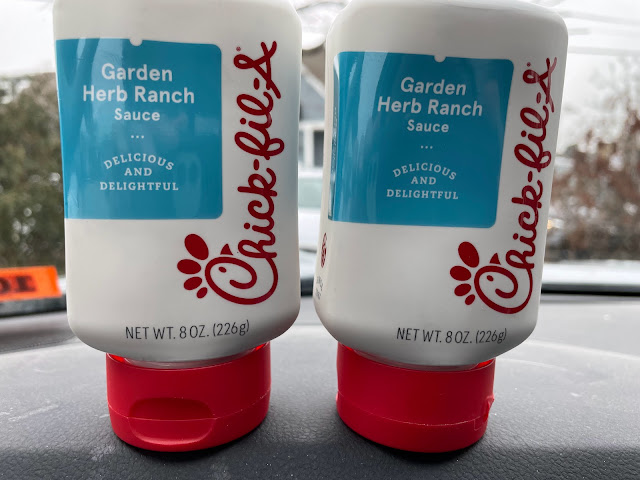 Garden
Herb Ranch
Sauce
DELICIOUS
AND
DELIGHTFUL
Chick-fil-A
NET WT. 8 OZ. (226g)
Garden
Herb Ranch
Sauce
DELICIOUS
AND
DELIGHTFUL
Chick-fil-A
NET WT. 8 OZ. (226g)